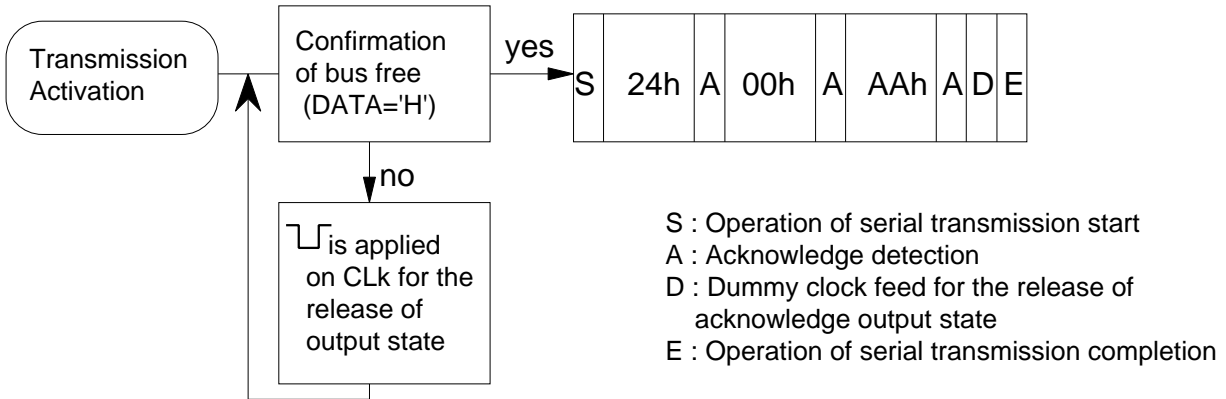 Transmission
Activation
Confirmation
of bus free
(DATA='H')
yes
S 24h A 00h A AAh A D E
no
is applied
on CLk for the
release of
output state
S : Operation of serial transmission start
A : Acknowledge detection
D : Dummy clock feed for the release of
acknowledge output state
E : Operation of serial transmission completion